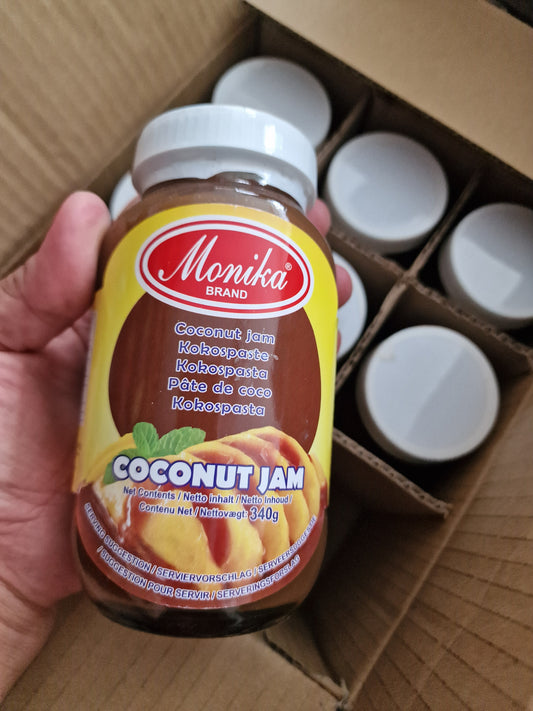 Monika®
BRAND
Coconut jam
Kokospaste
Kokospasta
Pâte de coco
Kokospasta
COCONUT JAM
Net Contents / Netto inhalt / Netto Inhoud /
Contenu Net / Nettovægt: 340g
SERVING SUGGESTION / SERVIERVORSCHLAG /
/ SUGGESTION POUR SERVIR / SERVERINGSFORSLAG